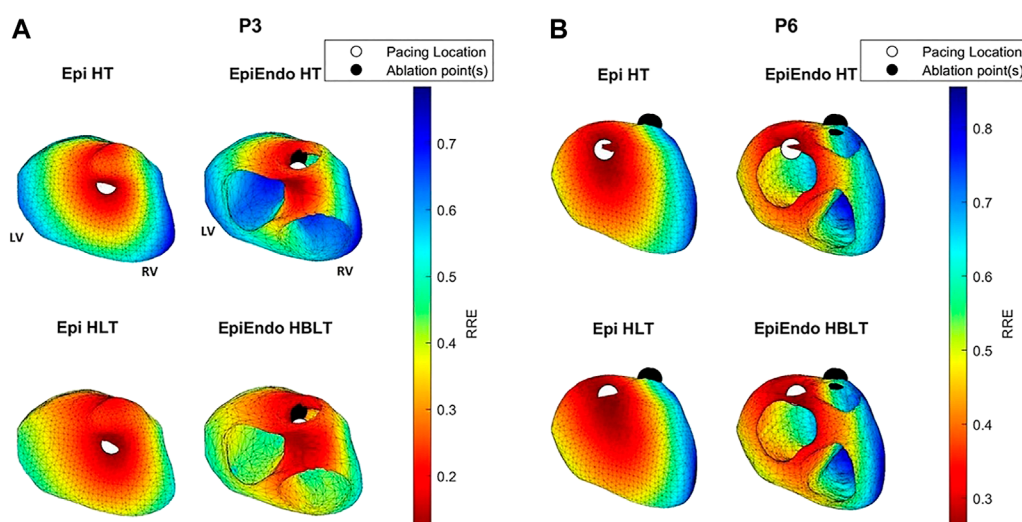 A
P3
Pacing Location
Ablation point(s)
Epi HT
EpiEndo HT
LV
RV
LV
RV
Epi HLT
EpiEndo HBLT
0.7
0.6
0.5
0.4
0.3
0.2
RRE
B
P6
Pacing Location
Ablation point(s)
Epi HT
EpiEndo HT
Epi HLT
EpiEndo HBLT
0.8
0.7
0.6
0.5
0.4
0.3
RRE